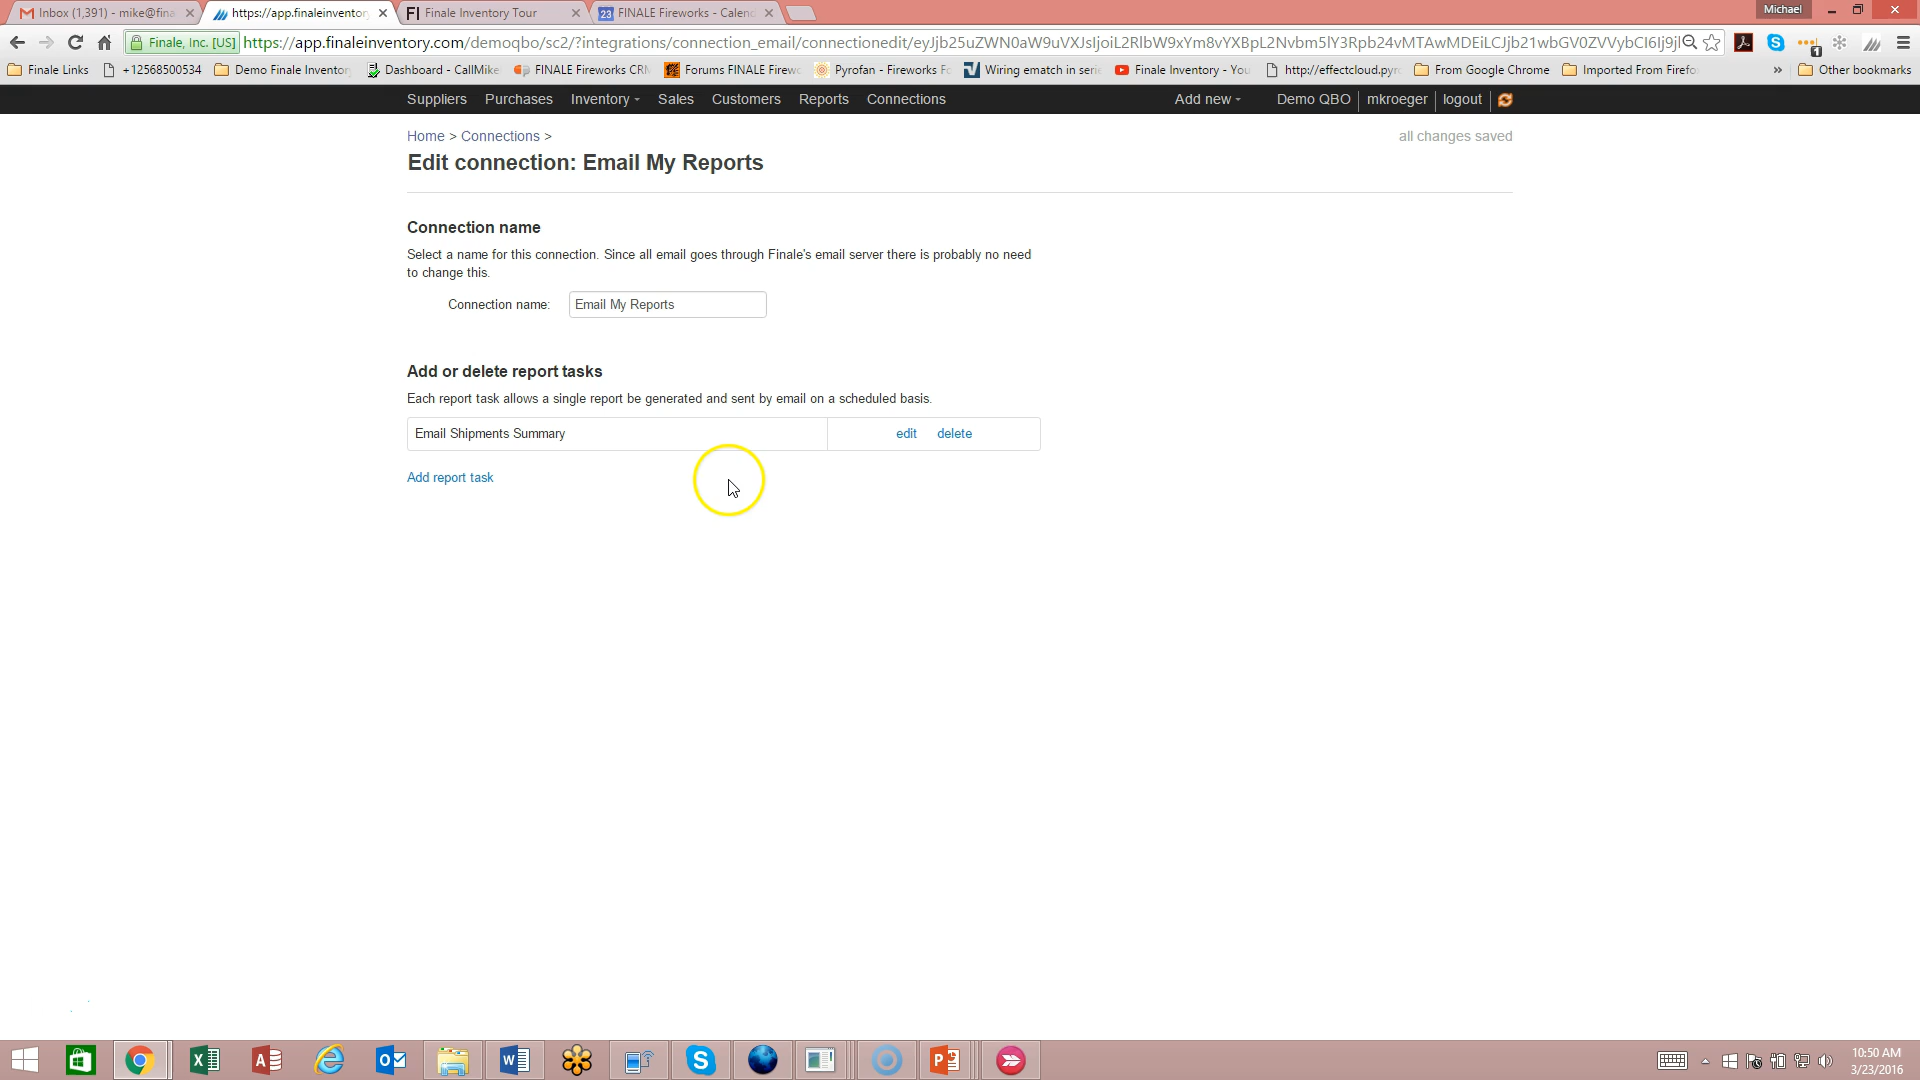 Inbox (1,391) - mike@fina
https://app.finaleinventory
Finale Inventory Tour
23 FINALE Fireworks - Calend
Michael
Finale, Inc. [US]
https://app.finaleinventory.com/demoqbo/sc2/?integrations/connection_email/connectionedit/
Finale Links
+12568500534
Demo Finale Inventor
Dashboard - CallMike
FINALE Fireworks CRM
Forums FINALE Firewo
Pyrofan - Fireworks Fo
Wiring ematch in serie
Finale Inventory - You
http://effectcloud.pyr
From Google Chrome
Imported From Firefo
»
Other bookmarks
Suppliers Purchases Inventory Sales Customers Reports Connections Add new Demo QBO mkroeger logout
Home > Connections >
all changes saved
Edit connection: Email My Reports
Connection name
Select a name for this connection. Since all email goes through Finale's email server there is probably no need
to change this.
Connection name: Email My Reports
Add or delete report tasks
Each report task allows a single report be generated and sent by email on a scheduled basis.
Email Shipments Summary edit delete
Add report task
10:50 AM
3/23/2016